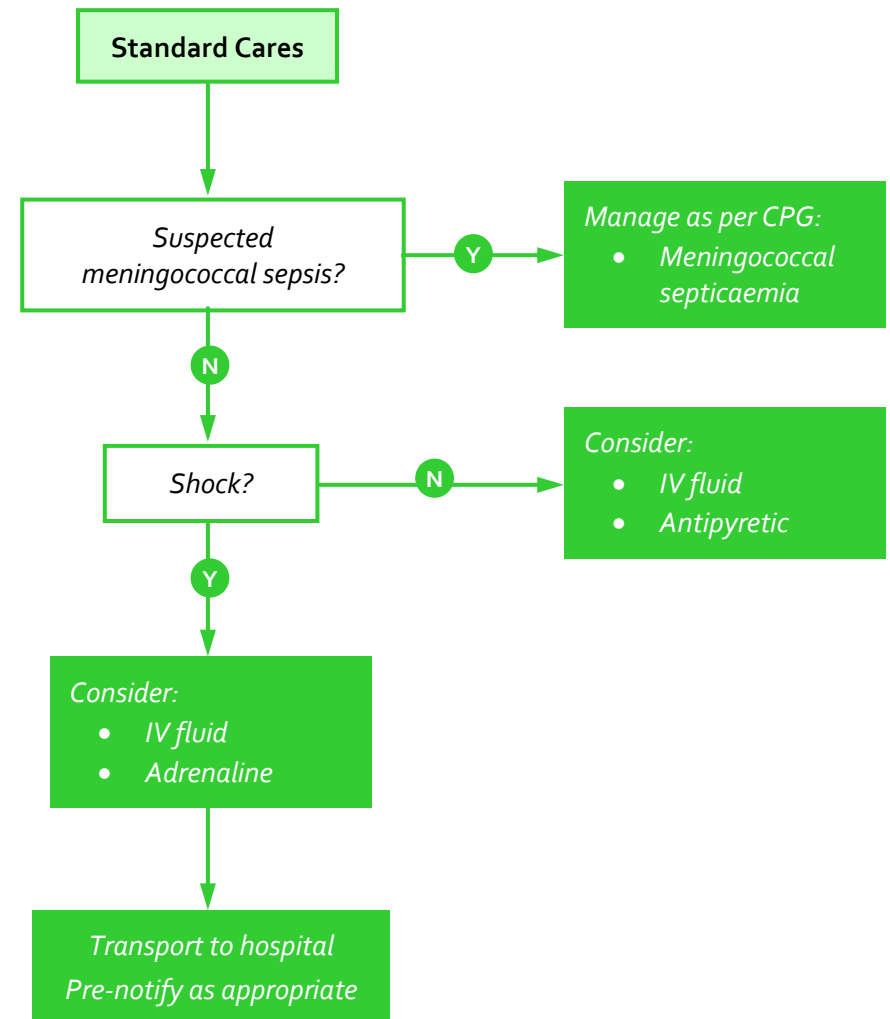 Standard Cares
Suspected
meningococcal sepsis?
Y
Manage as per CPG:
• Meningococcal
septicaemia
N
Shock?
N
Consider:
• IV fluid
• Antipyretic
Y
Consider:
• IV fluid
• Adrenaline
Transport to hospital
Pre-notify as appropriate